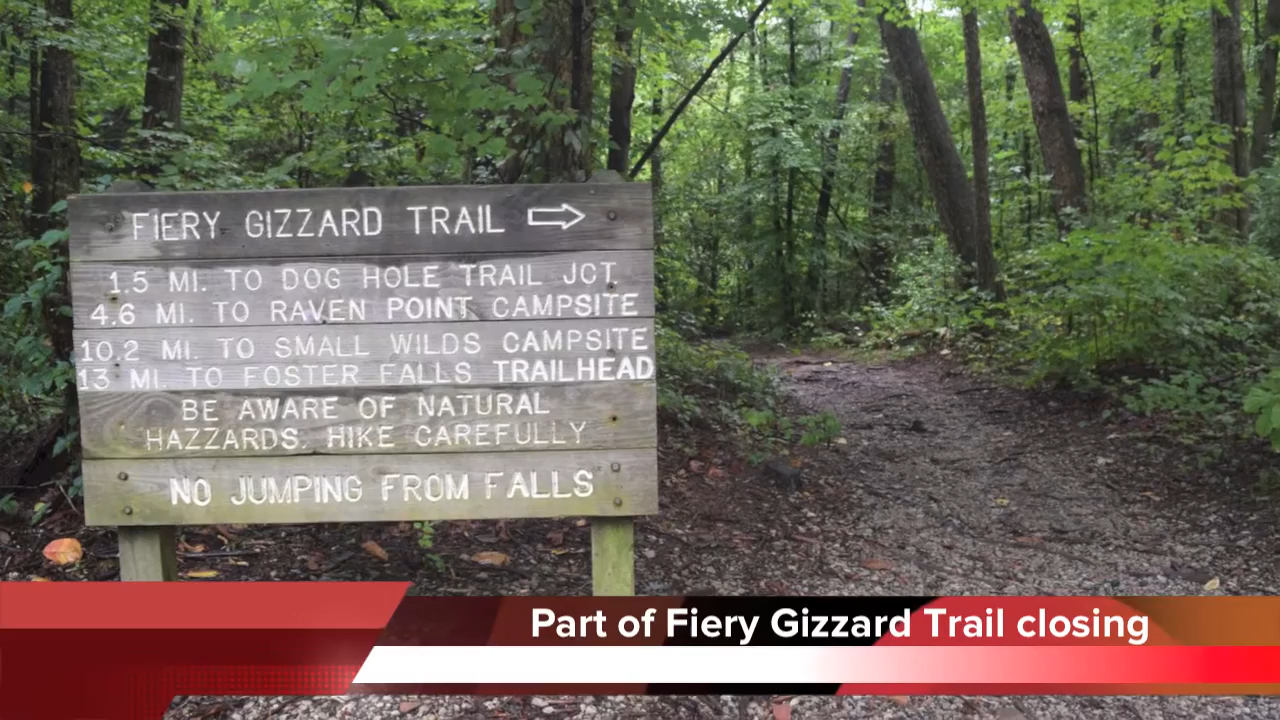 FIERY GIZZARD TRAIL ⇨
1.5 MI. TO DOG HOLE TRAIL JCT.
4.6 MI. TO RAVEN POINT CAMPSITE
10.2 MI. TO SMALL WILDS CAMPSITE
13 MI. TO FOSTER FALLS TRAILHEAD
BE AWARE OF NATURAL
HAZZARDS. HIKE CAREFULLY
NO JUMPING FROM FALLS
Part of Fiery Gizzard Trail closing